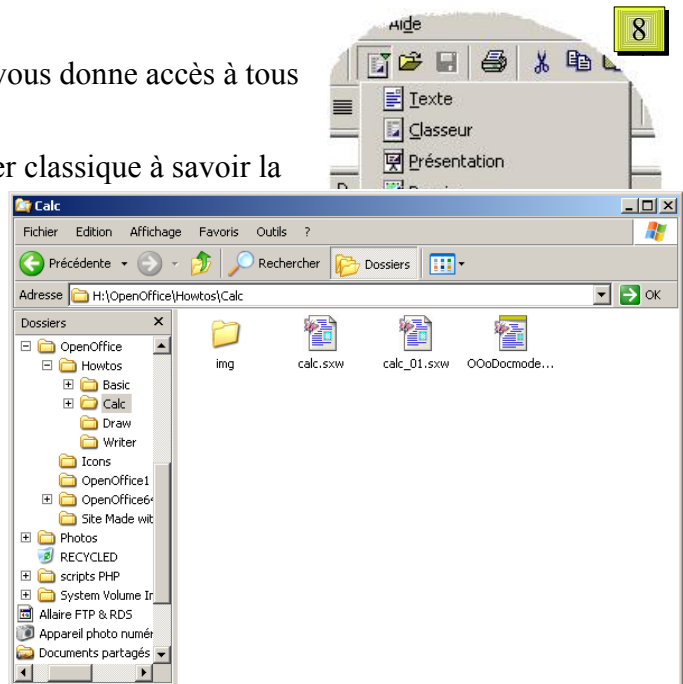 Aide
8
vous donne accès à tous
Texte
Classeur
er classique à savoir la
Présentation
Calc
Fichier Edition Affichage Favoris Outils ?
Précédente Rechercher Dossiers
Adresse H:\OpenOffice\Howtos\Calc OK
Dossiers x
OpenOffice
Howtos
Basic
Calc
Draw
Writer
Icons
OpenOffice1
OpenOffice64
Site Made wit
Photos
RECYCLED
scripts PHP
System Volume In
Allaire FTP & RDS
Appareil photo numér
Documents partagés
img calc.sxw calc_01.sxw OOoDocmode...